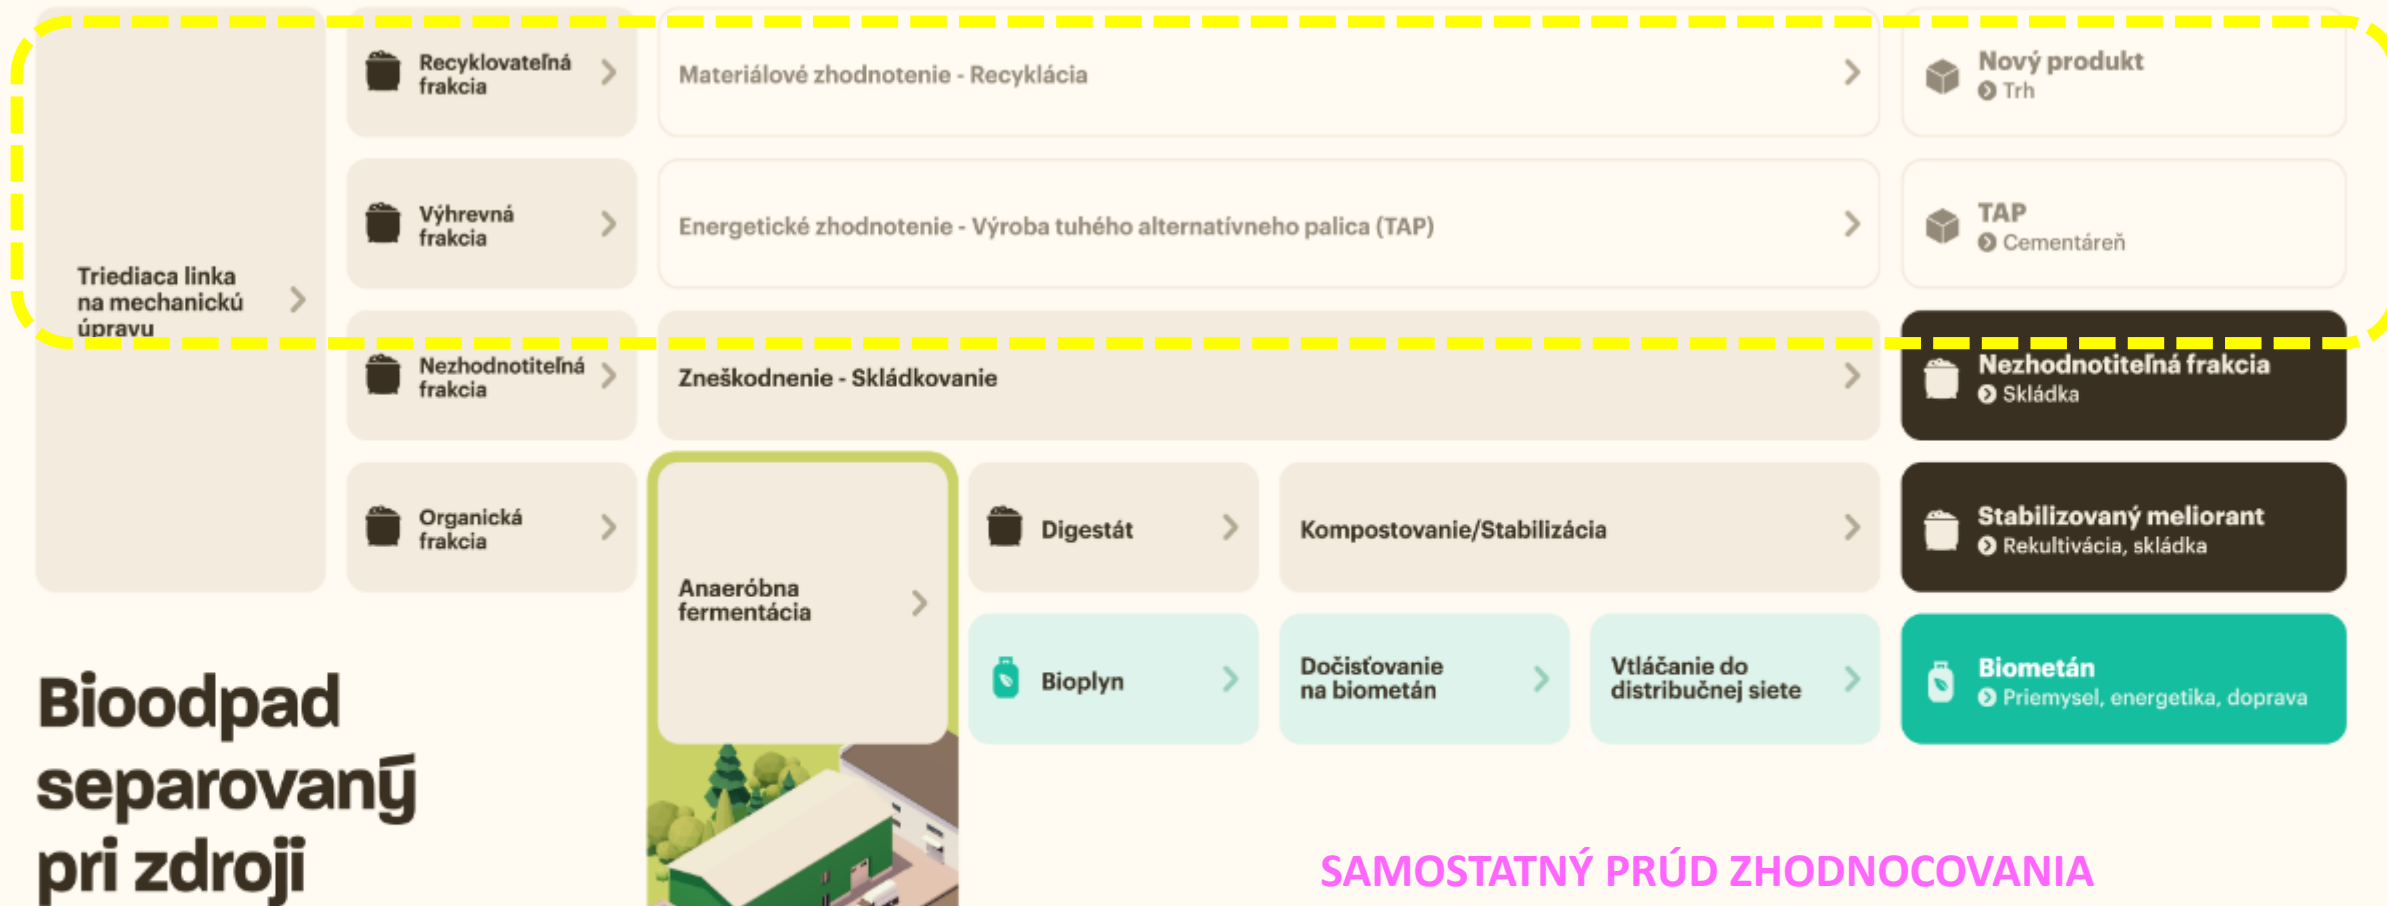 Triediaca linka
na mechanickú
úpravu
Recyklovateľná
frakcia
Materiálové zhodnotenie - Recyklácia
Nový produkt
Trh
Výhrevná
frakcia
Energetické zhodnotenie - Výroba tuhého alternatívneho palica (TAP)
TAP
Cementáreň
Nezhodnotiteľná
frakcia
Zneškodnenie - Skládkovanie
Nezhodnotiteľná frakcia
Skládka
Organická
frakcia
Anaeróbna
fermentácia
Digestát
Kompostovanie/Stabilizácia
Stabilizovaný meliorant
Rekultivácia, skládka
Bioplyn
Dočisťovanie
na biometán
Vtláčanie do
distribučnej siete
Biometán
Priemysel, energetika, doprava
Bioodpad
separovaný
pri zdroji
SAMOSTATNÝ PRÚD ZHODNOCOVANIA